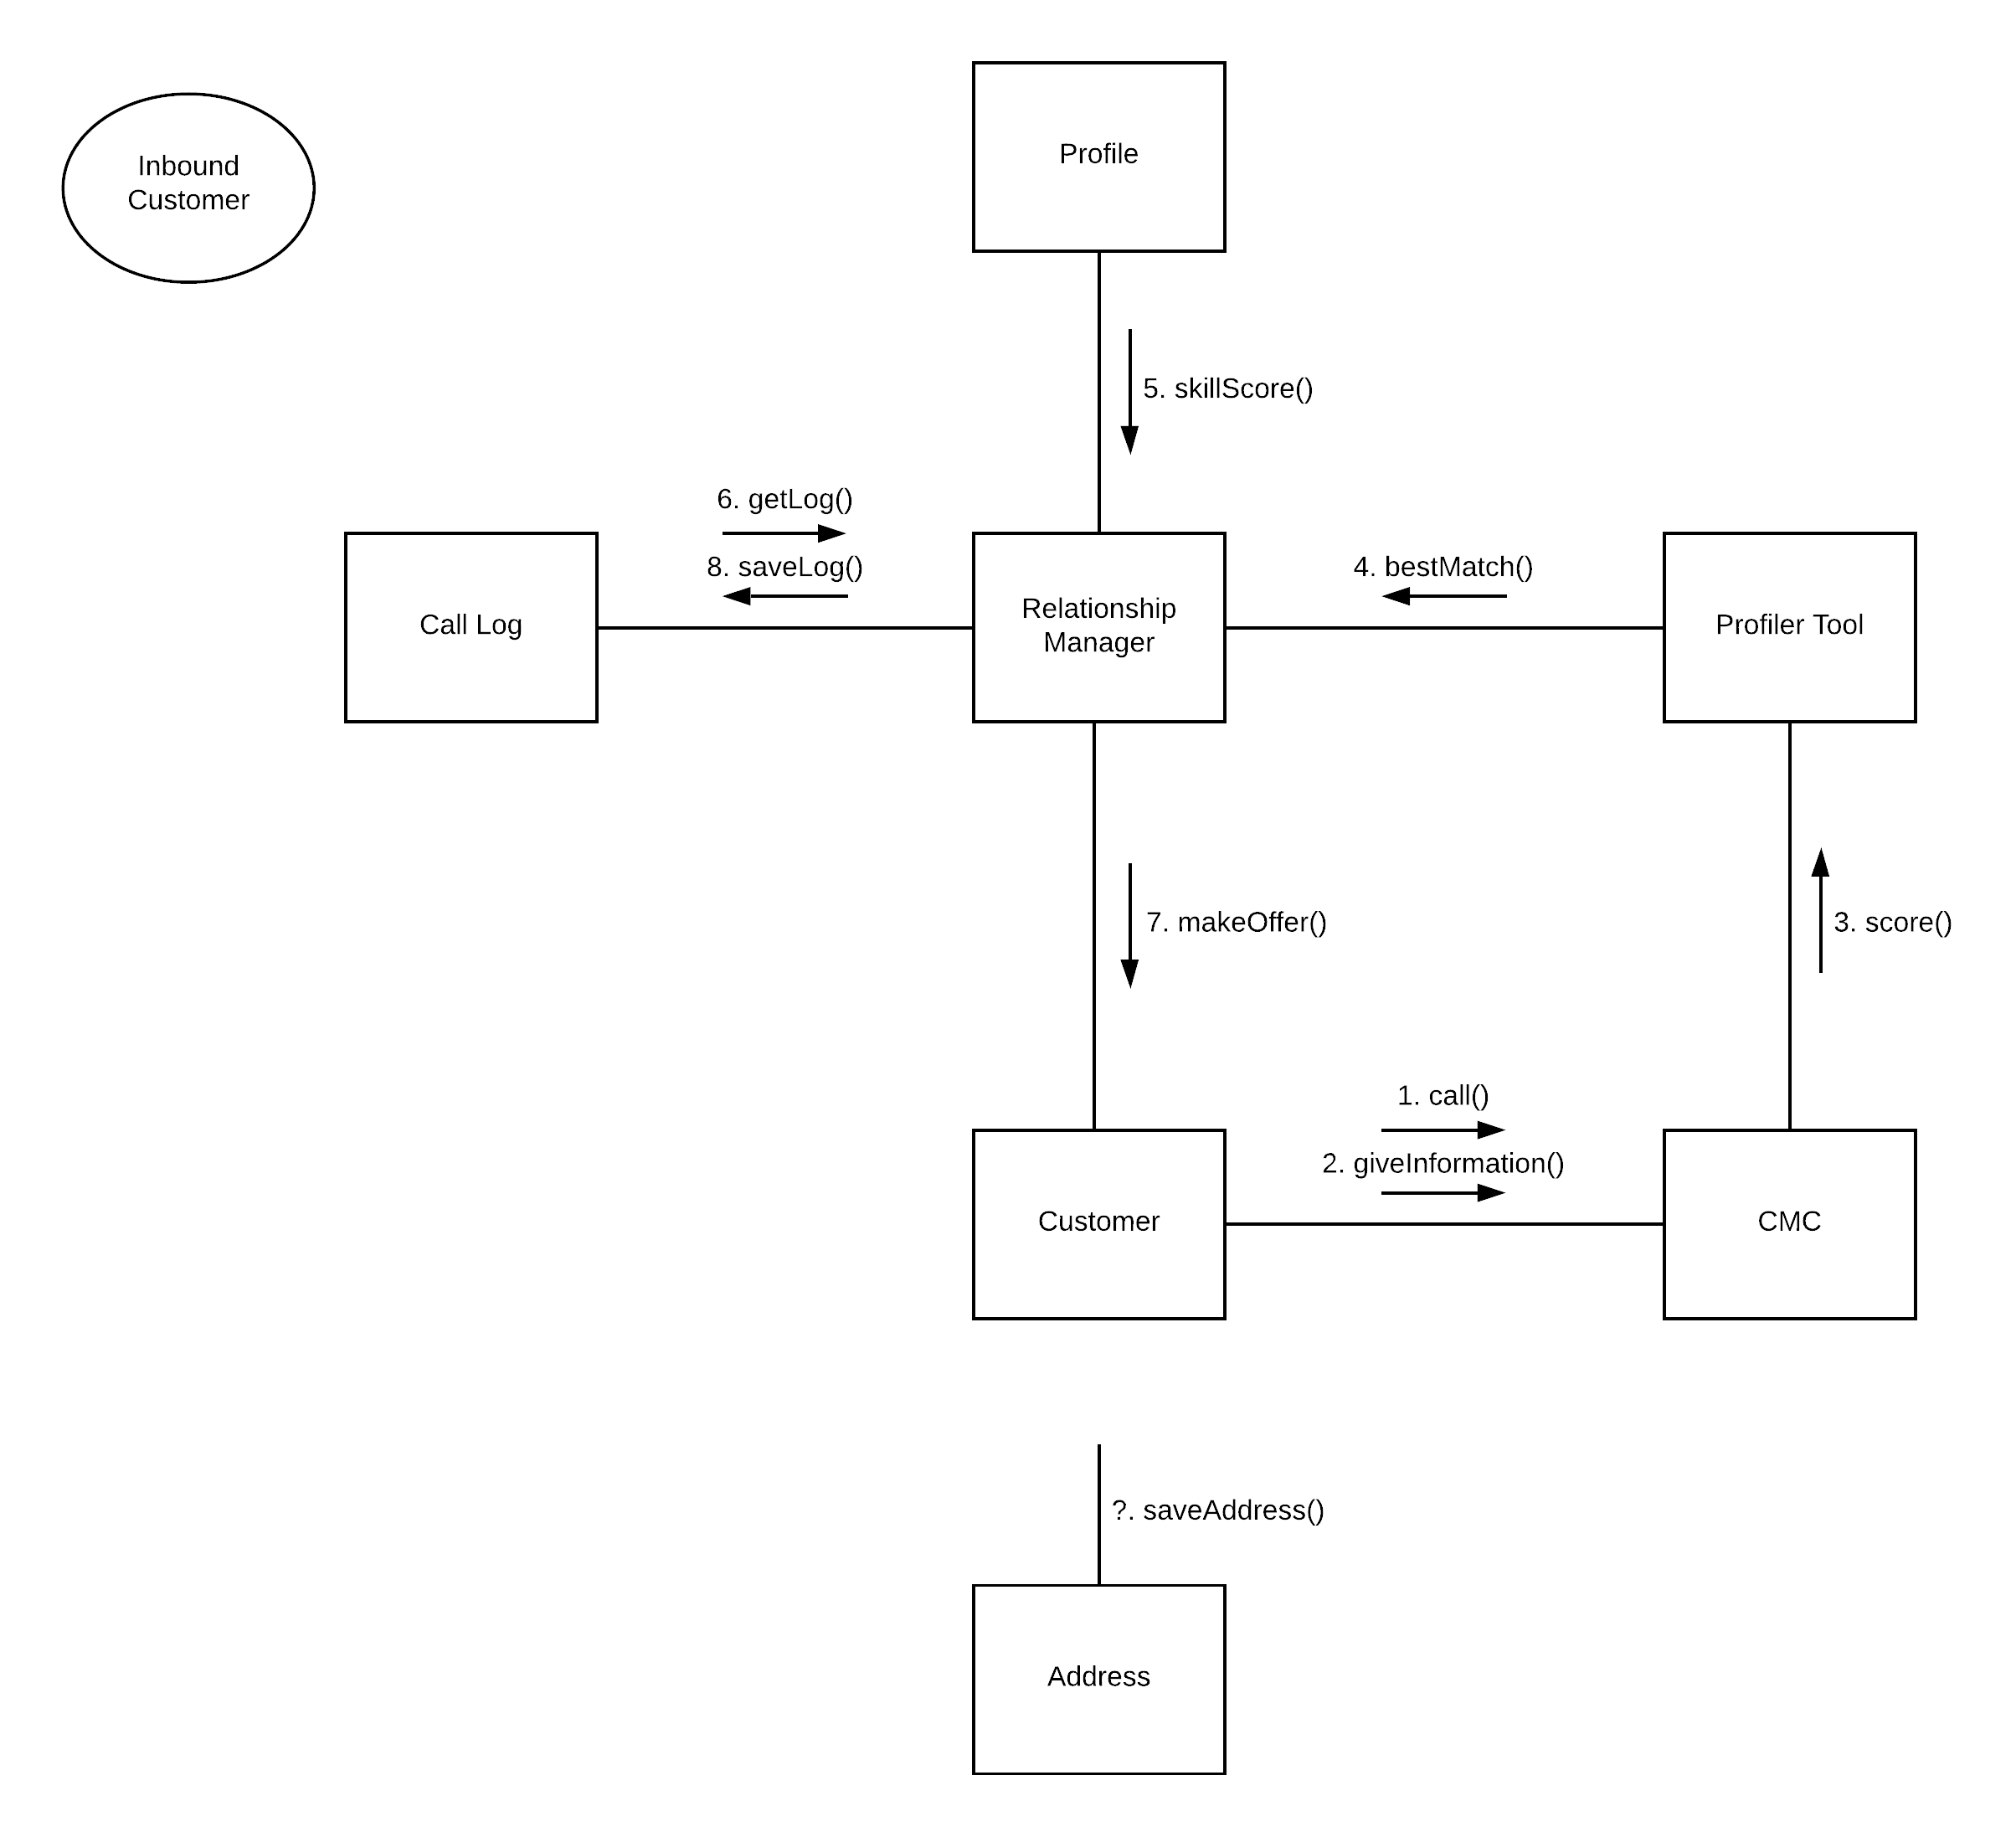 Profile
Inbound
Customer
5. skillScore()
6. getLog()
8. saveLog()
4. bestMatch()
Call Log
Relationship
Manager
Profiler Tool
7. makeOffer()
3. score()
1. call()
2. giveInformation()
Customer
CMC
?. saveAddress()
Address